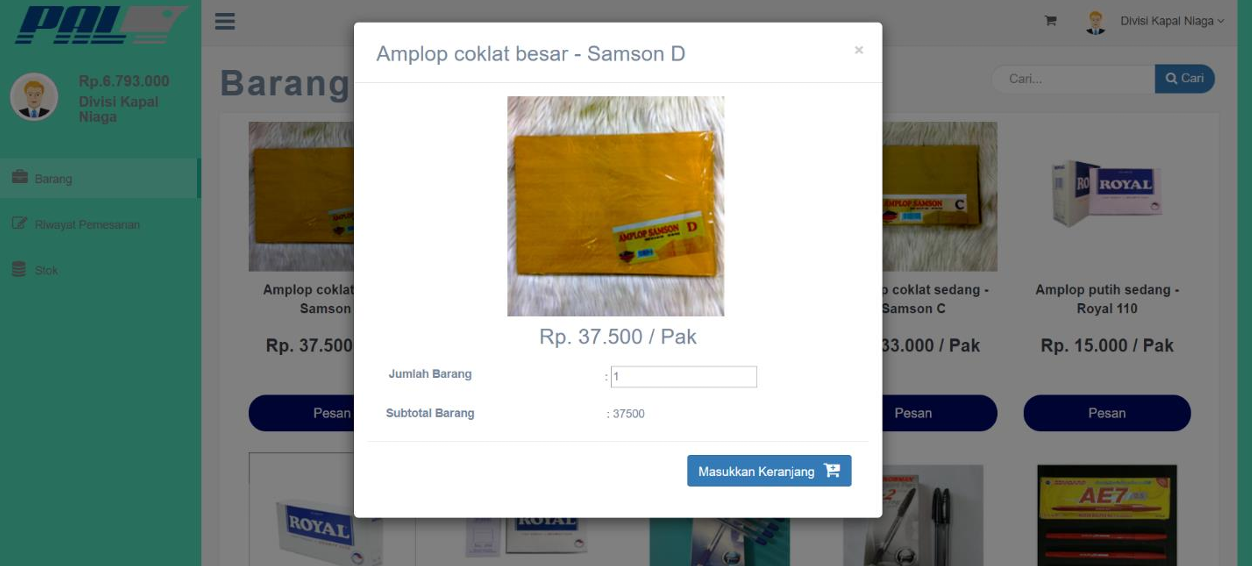 PAL
Divisi Kapal Niaga
Rp.6.793.000
Divisi Kapal
Niaga
Barang
Riwayat Pemesanan
Stok
Barang
Cari...
Cari
Amplop coklat besar - Samson D
×
AMPLOP SAMSON D
Rp. 37.500 / Pak
Jumlah Barang : 1
Subtotal Barang : 37500
Masukkan Keranjang
Amplop coklat
Samson
Rp. 37.500
Pesan
AMPLOP SAMSON C
p coklat sedang -
Samson C
33.000 / Pak
Pesan
ROYAL
Amplop putih sedang -
Royal 110
Rp. 15.000 / Pak
Pesan
ROYAL
ROYAL
AE7